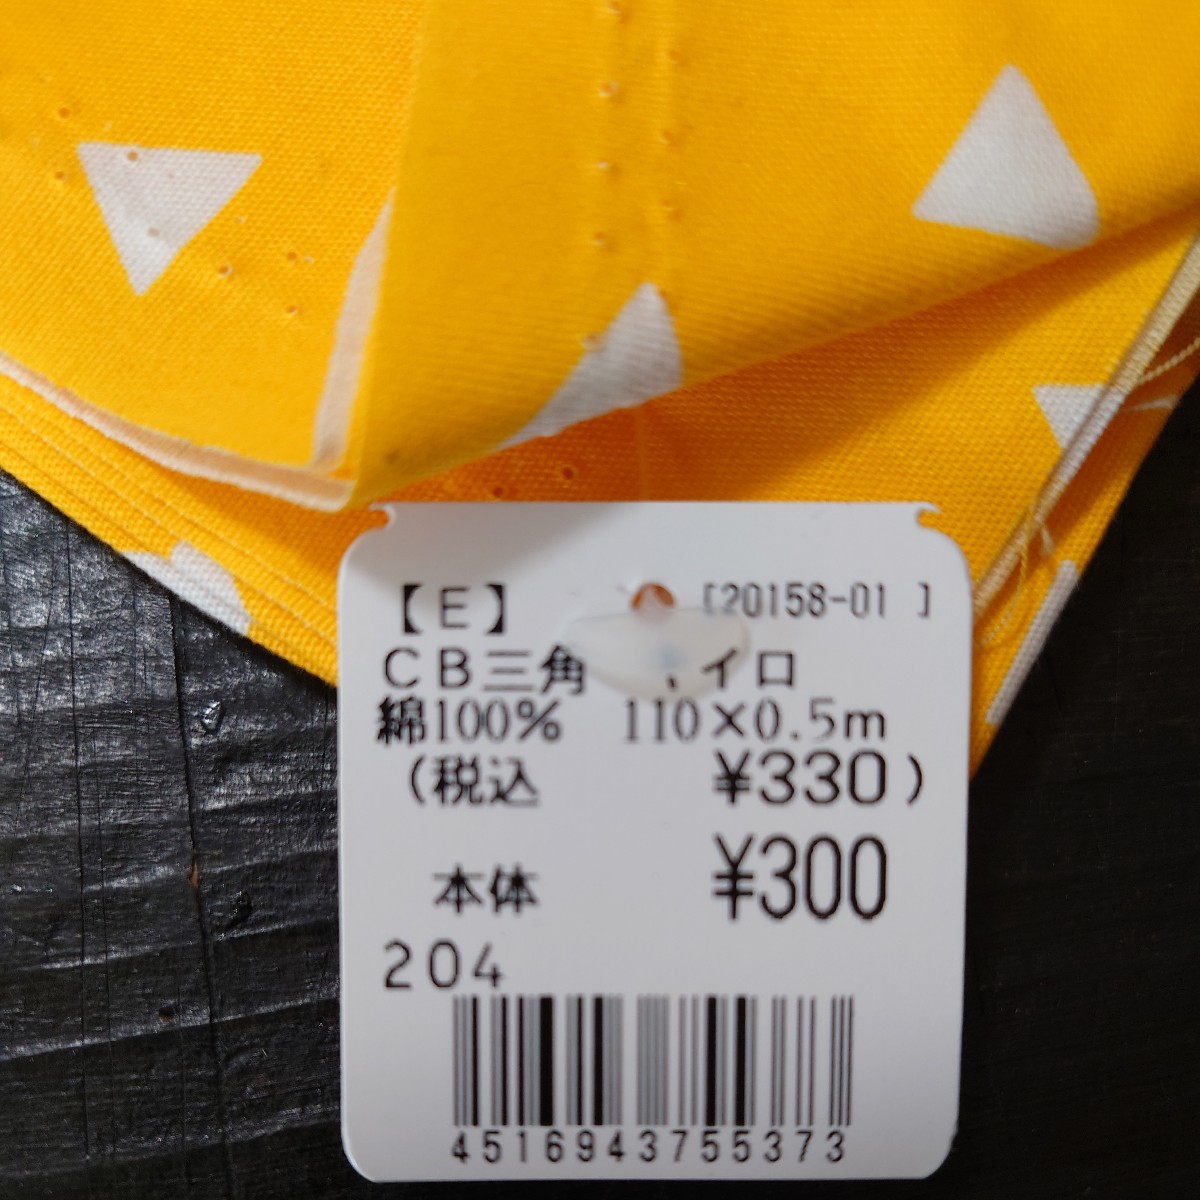 【E】 [20158-01 ]
CB三角 イロ
綿100% 110×0.5m
(税込 ¥330)
本体 ¥300
204
4516943755373